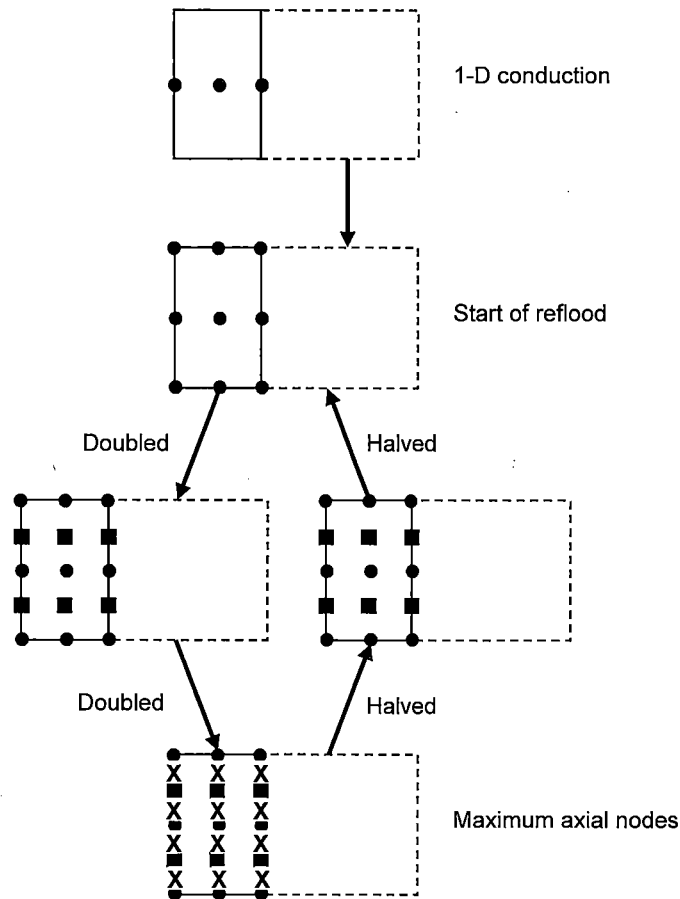 1-D conduction
Start of reflood
Doubled
Halved
Doubled
Halved
X X X
X X X
X X X
X X X
Maximum axial nodes